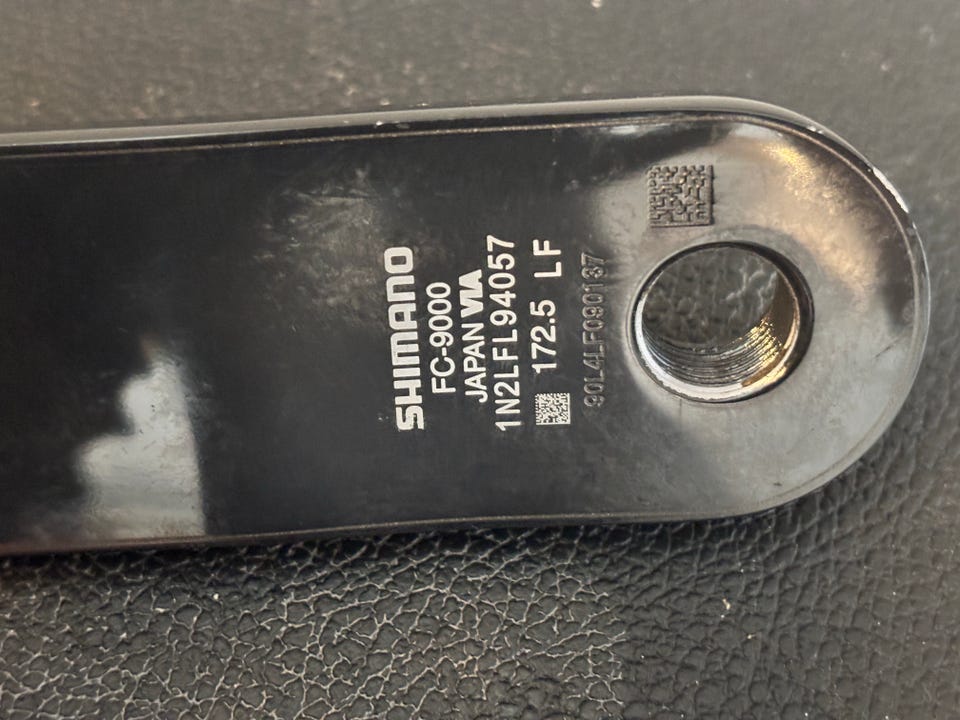 SHIMANO
FC-9000
JAPAN VIA
1N2LFL94057
172.5 LF
90L4LF090137